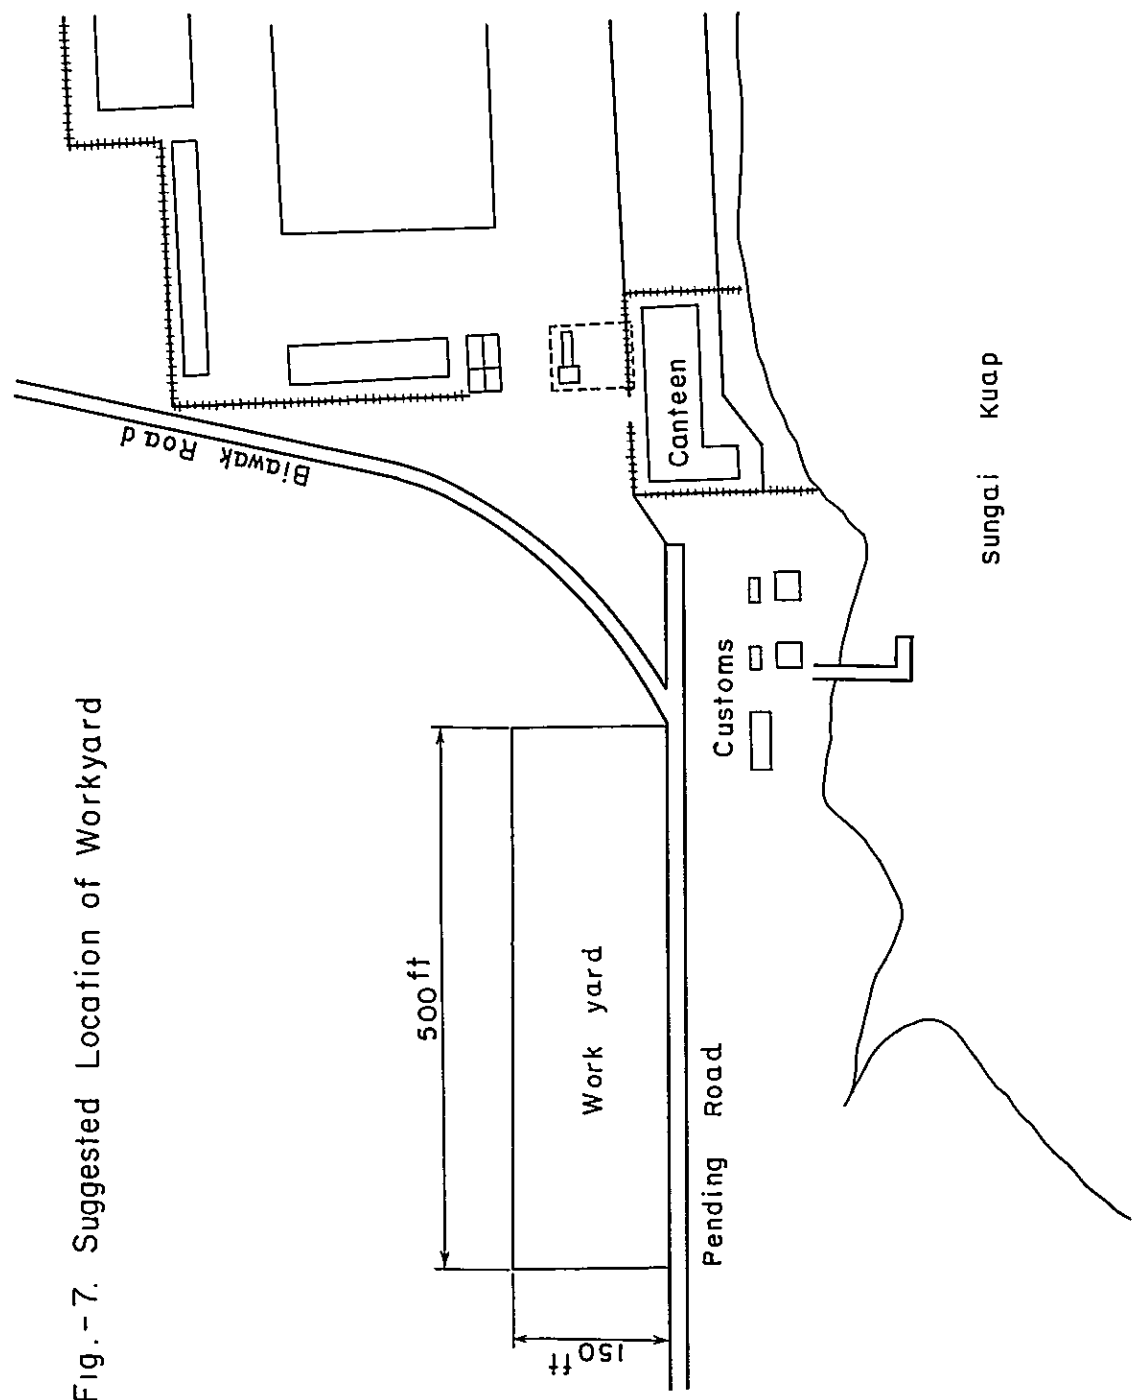 Fig.-7. Suggested Location of Workyard
Biawak Road
500ft
150ft
Work yard
Pending Road
Customs
Canteen
sungai Kuap